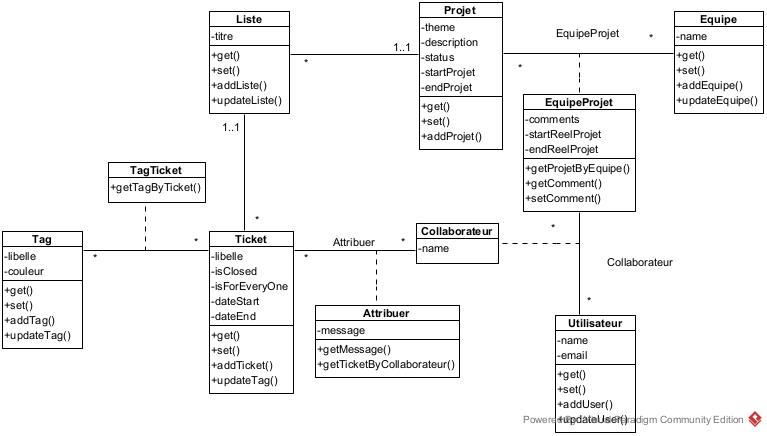 Liste
-titre
+get()
+set()
+addListe()
+updateListe()
*
1..1
Projet
-theme
-description
-status
-startProjet
-endProjet
+get()
+set()
+addProjet()
EquipeProjet
*
*
Equipe
-name
+get()
+set()
+addEquipe()
+updateEquipe()
EquipeProjet
-comments
-startReelProjet
-endReelProjet
+getProjetByEquipe()
+getComment()
+setComment()
1..1
*
TagTicket
+getTagByTicket()
Tag
-libelle
-couleur
+get()
+set()
+addTag()
+updateTag()
*
*
Ticket
-libelle
-isClosed
-isForEveryOne
-dateStart
-dateEnd
+get()
+set()
+addTicket()
+updateTag()
Attribuer
*
*
Collaborateur
-name
Attribuer
-message
+getMessage()
+getTicketByCollaborateur()
*
Collaborateur
*
Utilisateur
-name
-email
+get()
+set()
+addUser()
+updateUser()
Powered By Visual Paradigm Community Edition